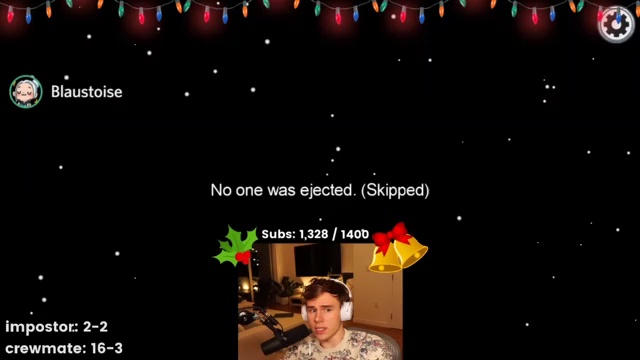 Blaustoise
No one was ejected. (Skipped)
Subs: 1,328 / 1400
impostor: 2-2
crewmate: 16-3